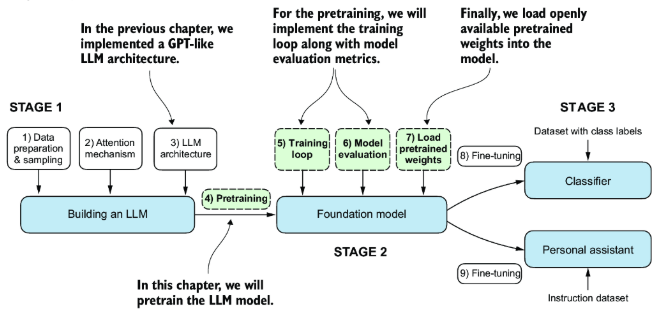 In the previous chapter, we
implemented a GPT-like
LLM architecture.
For the pretraining, we will
implement the training
loop along with model
evaluation metrics.
Finally, we load openly
available pretrained
weights into the
model.
STAGE 1
1) Data
preparation
& sampling
2) Attention
mechanism
3) LLM
architecture
Building an LLM
4) Pretraining
In this chapter, we will
pretrain the LLM model.
5) Training
loop
6) Model
evaluation
7) Load
pretrained
weights
Foundation model
STAGE 2
STAGE 3
Dataset with class labels
8) Fine-tuning
Classifier
Personal assistant
9) Fine-tuning
Instruction dataset